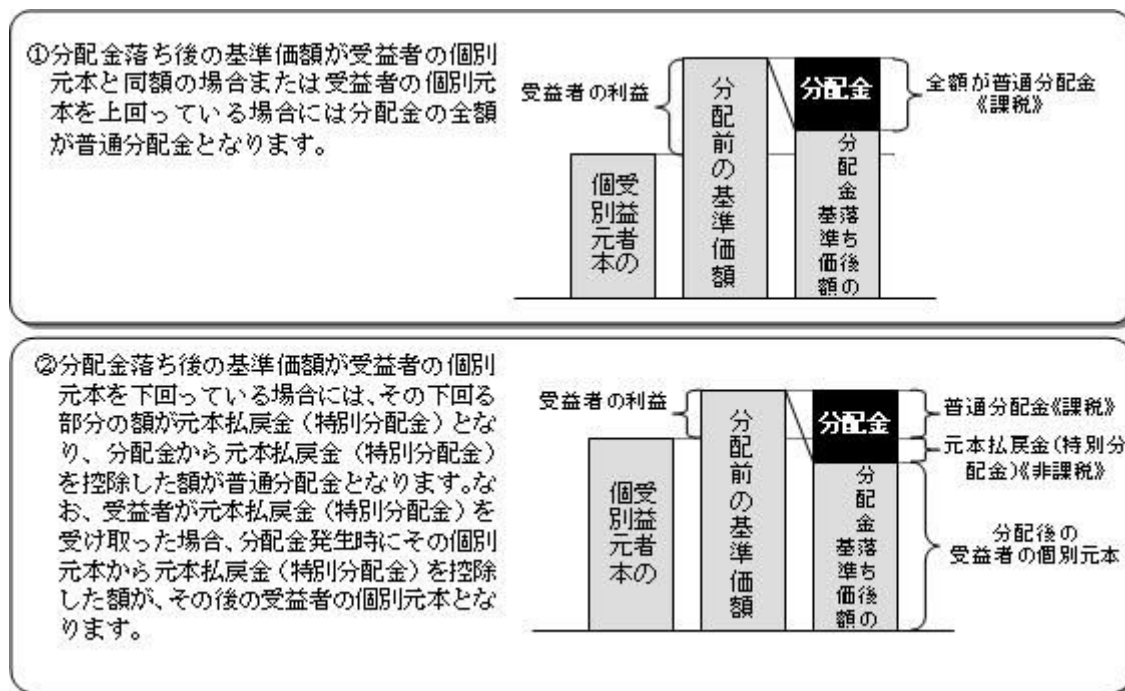 ①分配金落ち後の基準価額が受益者の個別
元本と同額の場合または受益者の個別元
本を上回っている場合には分配金の全額
が普通分配金となります。
受益者の利益
受益者の
個別元本
分配前の基準価額
分配金
分配金落ち後の
基準価額
全額が普通分配金
《課税》
②分配金落ち後の基準価額が受益者の個別
元本を下回っている場合には、その下回る
部分の額が元本払戻金(特別分配金)とな
り、分配金から元本払戻金(特別分配金)
を控除した額が普通分配金となります。な
お、受益者が元本払戻金(特別分配金)を
受け取った場合、分配金発生時にその個別
元本から元本払戻金(特別分配金)を控除
した額が、その後の受益者の個別元本とな
ります。
受益者の利益
受益者の
個別元本
分配前の基準価額
分配金
分配金落ち後の
基準価額
普通分配金《課税》
元本払戻金(特別分
配金)《非課税》
分配後の
受益者の個別元本